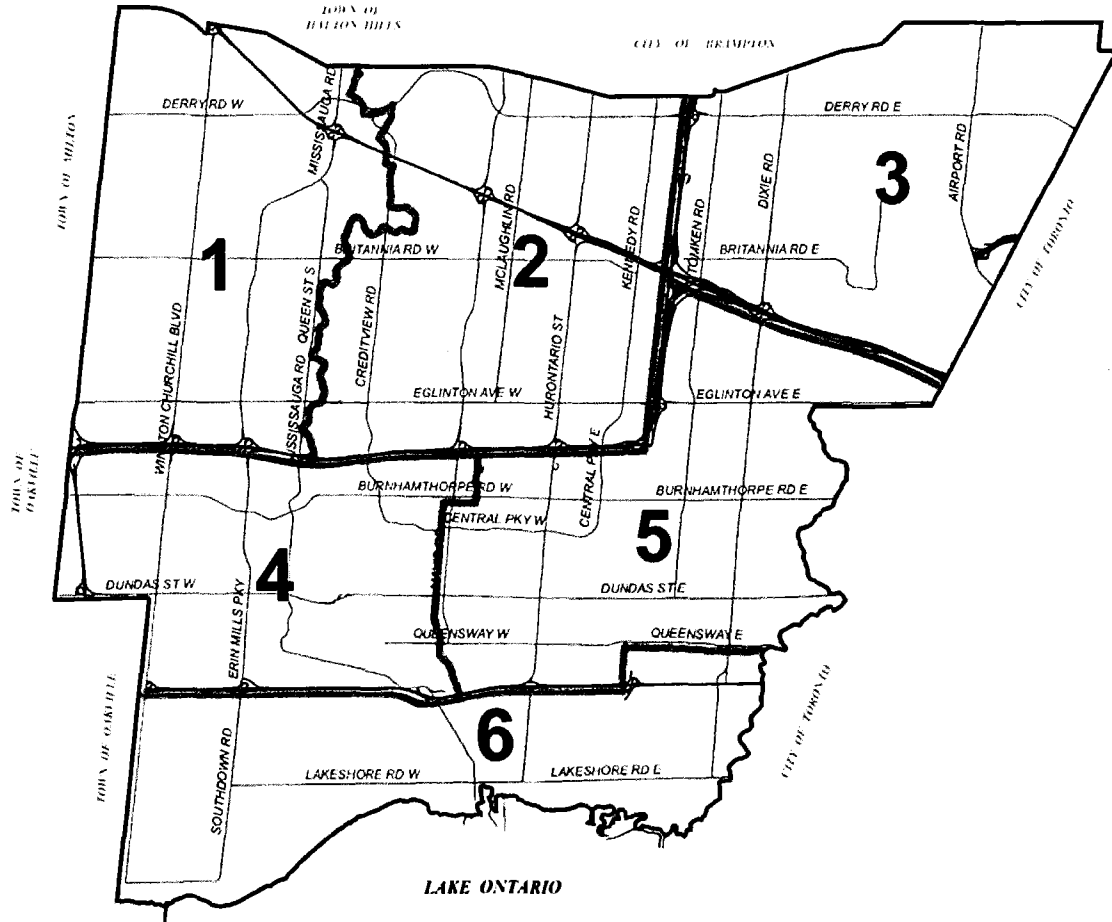 TOWN OF
HALTON HILLS
CITY OF BRAMPTON
DERRY RD W
MISSISSAUGA RD
DERRY RD E
TOWN OF MILTON
3
AIRPORT RD
DIXIE RD
MCLAUGHLIN RD
KENNEDY RD
TOMKEN RD
1
BRITANNIA RD W
2
BRITANNIA RD E
CITY OF TORONTO
QUEEN ST S
CREDITVIEW RD
WINSTON CHURCHILL BLVD
HURONTARIO ST
MISSISSAUGA RD
EGLINTON AVE W
EGLINTON AVE E
TOWN OF
OAKVILLE
BURNHAMTHORPE RD W
CENTRAL PKY E
BURNHAMTHORPE RD E
CENTRAL PKY W
5
4
DUNDAS ST W
DUNDAS ST E
ERIN MILLS PKY
QUEENSWAY W
QUEENSWAY E
TOWN OF OAKVILLE
CITY OF TORONTO
6
SOUTHDOWN RD
LAKESHORE RD W
LAKESHORE RD E
LAKE ONTARIO